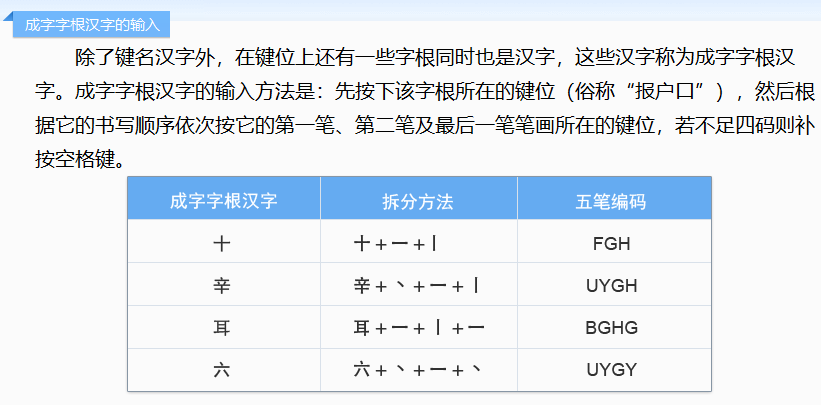 成字字根汉字的输入
除了键名汉字外，在键位上还有一些字根同时也是汉字，这些汉字称为成字字根汉
字。成字字根汉字的输入方法是：先按下该字根所在的键位（俗称“报户口”），然后根
据它的书写顺序依次按它的第一笔、第二笔及最后一笔笔画所在的键位，若不足四码则补
按空格键。
成字字根汉字 拆分方法 五笔编码
十 十＋一＋丨 FGH
辛 辛＋丶＋一＋丨 UYGH
耳 耳＋一＋丨＋一 BGHG
六 六＋丶＋一＋丶 UYGY